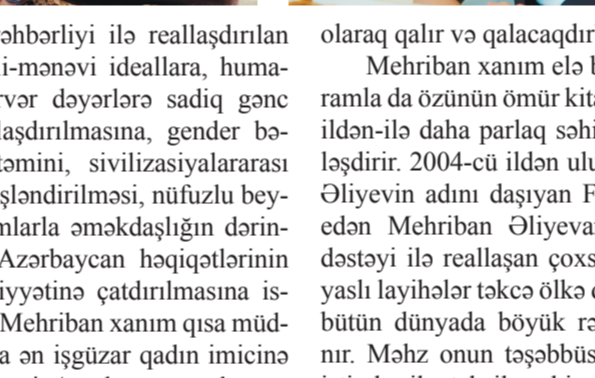 əhbərliyi ilə reallaşdırılan
i-mənəvi ideallara, huma-
rvər dəyərlərə sadiq gənc
laşdırılmasına, gender bə-
təmini, sivilizasiyalararası
şləndirilməsi, nüfuzlu bey-
mlarla əməkdaşlığın dərin-
Azərbaycan həqiqətlərinin
iyyətinə çatdırılmasına is-
Mehriban xanım qısa müd-
a ən işgüzar qadın imicinə
olaraq qalır və qalacaqdır
Mehriban xanım elə b
ramla da özünün ömür kita
ildən-ilə daha parlaq səhi
ləşdirir. 2004-cü ildən ulu
Əliyevin adını daşıyan F
edən Mehriban Əliyeva
dəstəyi ilə reallaşan çoxs
yaslı layihələr təkcə ölkə
bütün dünyada böyük rə
nır. Məhz onun təşəbbüs